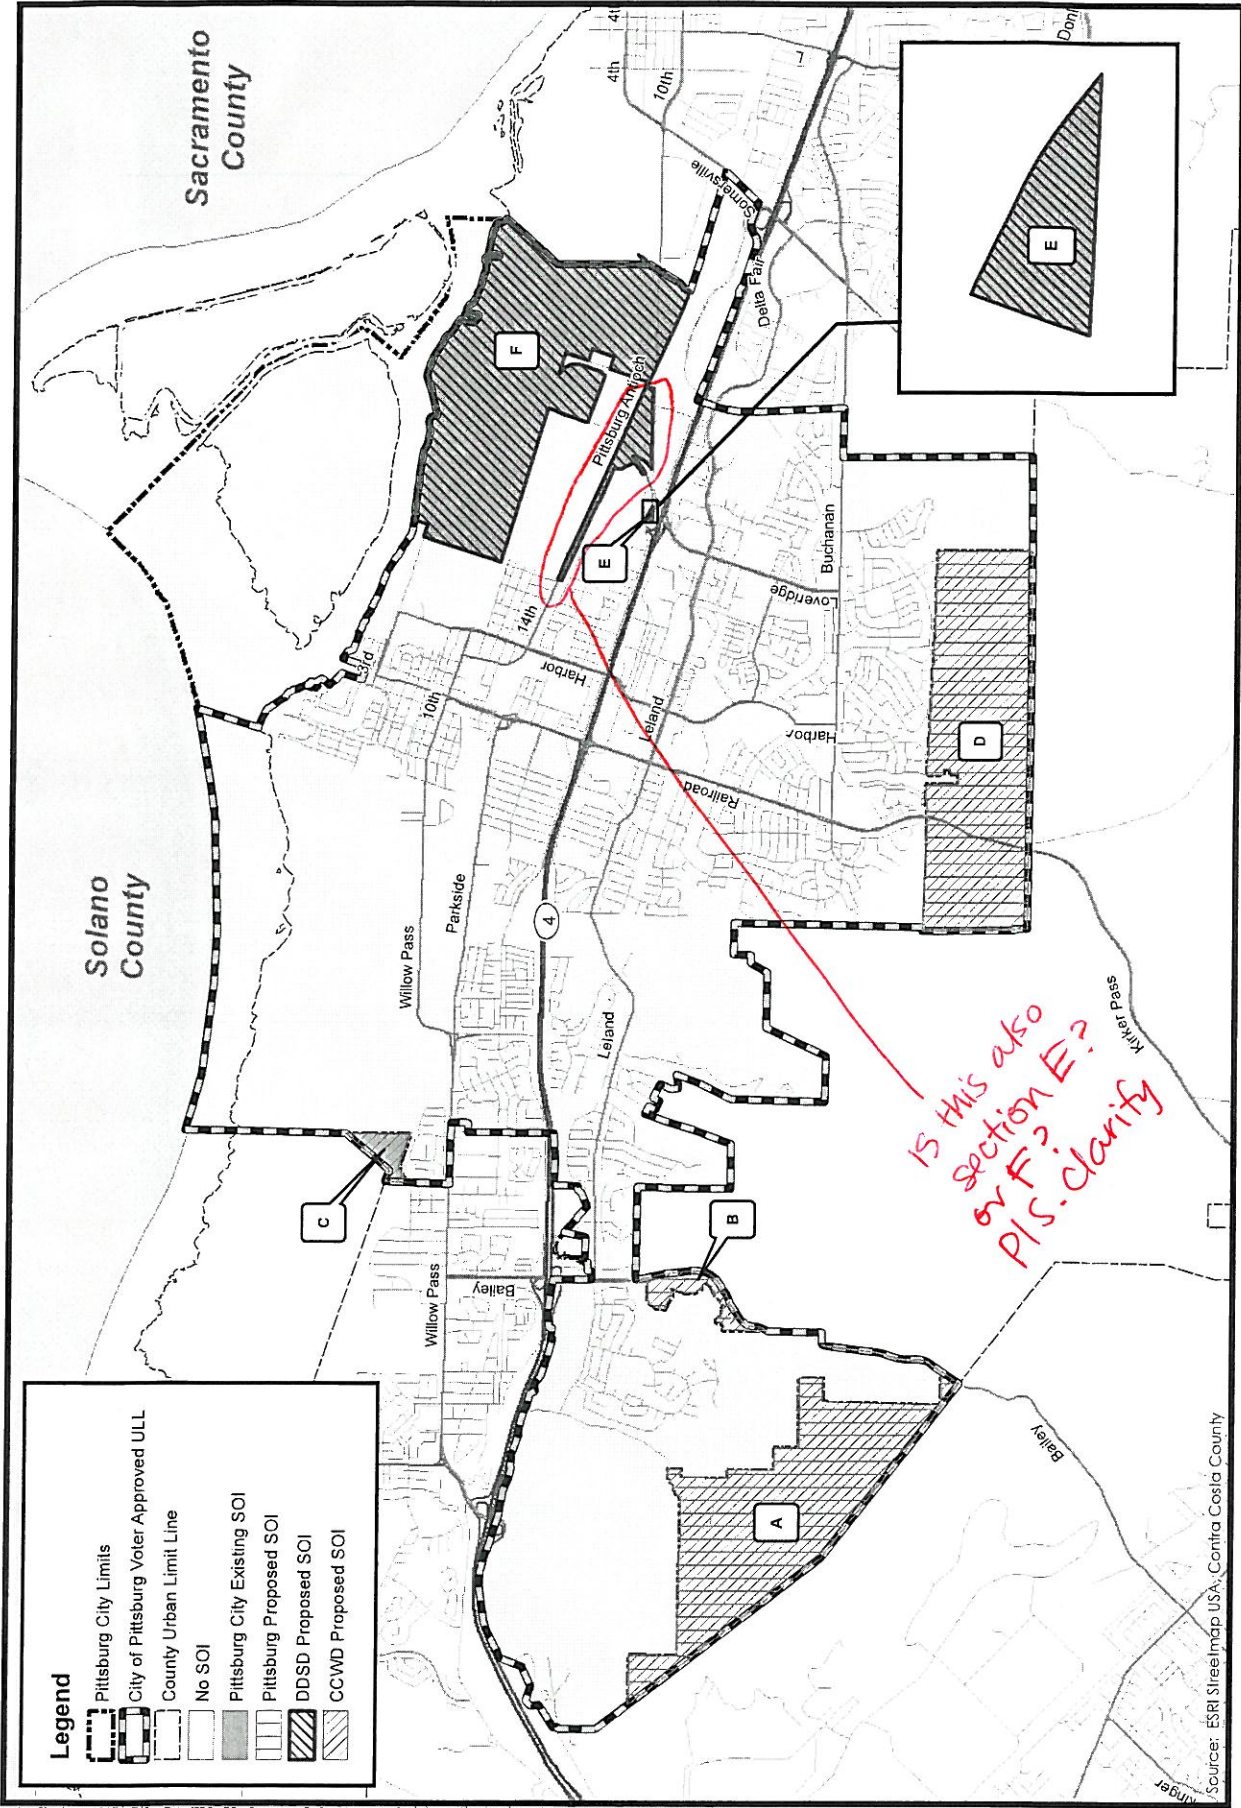 Sacramento
County
Solano
County
4th
4th
10th
L
Somersville
Delta Fair
F
Pittsburg Antioch
E
E
14th
3rd
10th
Harbor
Buchanan
Loveridge
Leland
Harbor
Railroad
D
Parkside
Willow Pass
4
Leland
Kirker Pass
is this also
section E?
or F?
Pls. clarify
C
B
Willow Pass
Bailey
A
Bailey
Legend
Pittsburg City Limits
City of Pittsburg Voter Approved ULL
County Urban Limit Line
No SOI
Pittsburg City Existing SOI
Pittsburg Proposed SOI
DDSD Proposed SOI
CCWD Proposed SOI
Source: ESRI Streetmap USA, Contra Costa County